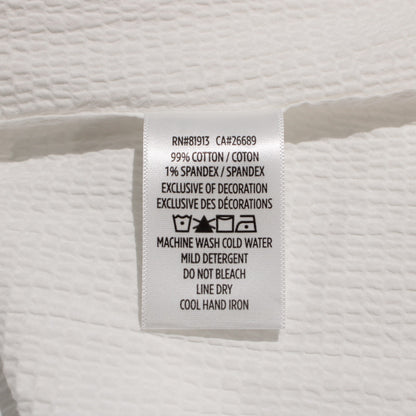 RN#81913 CA#26689
99% COTTON / COTON
1% SPANDEX / SPANDEX
EXCLUSIVE OF DECORATION
EXCLUSIVE DES DÉCORATIONS
MACHINE WASH COLD WATER
MILD DETERGENT
DO NOT BLEACH
LINE DRY
COOL HAND IRON